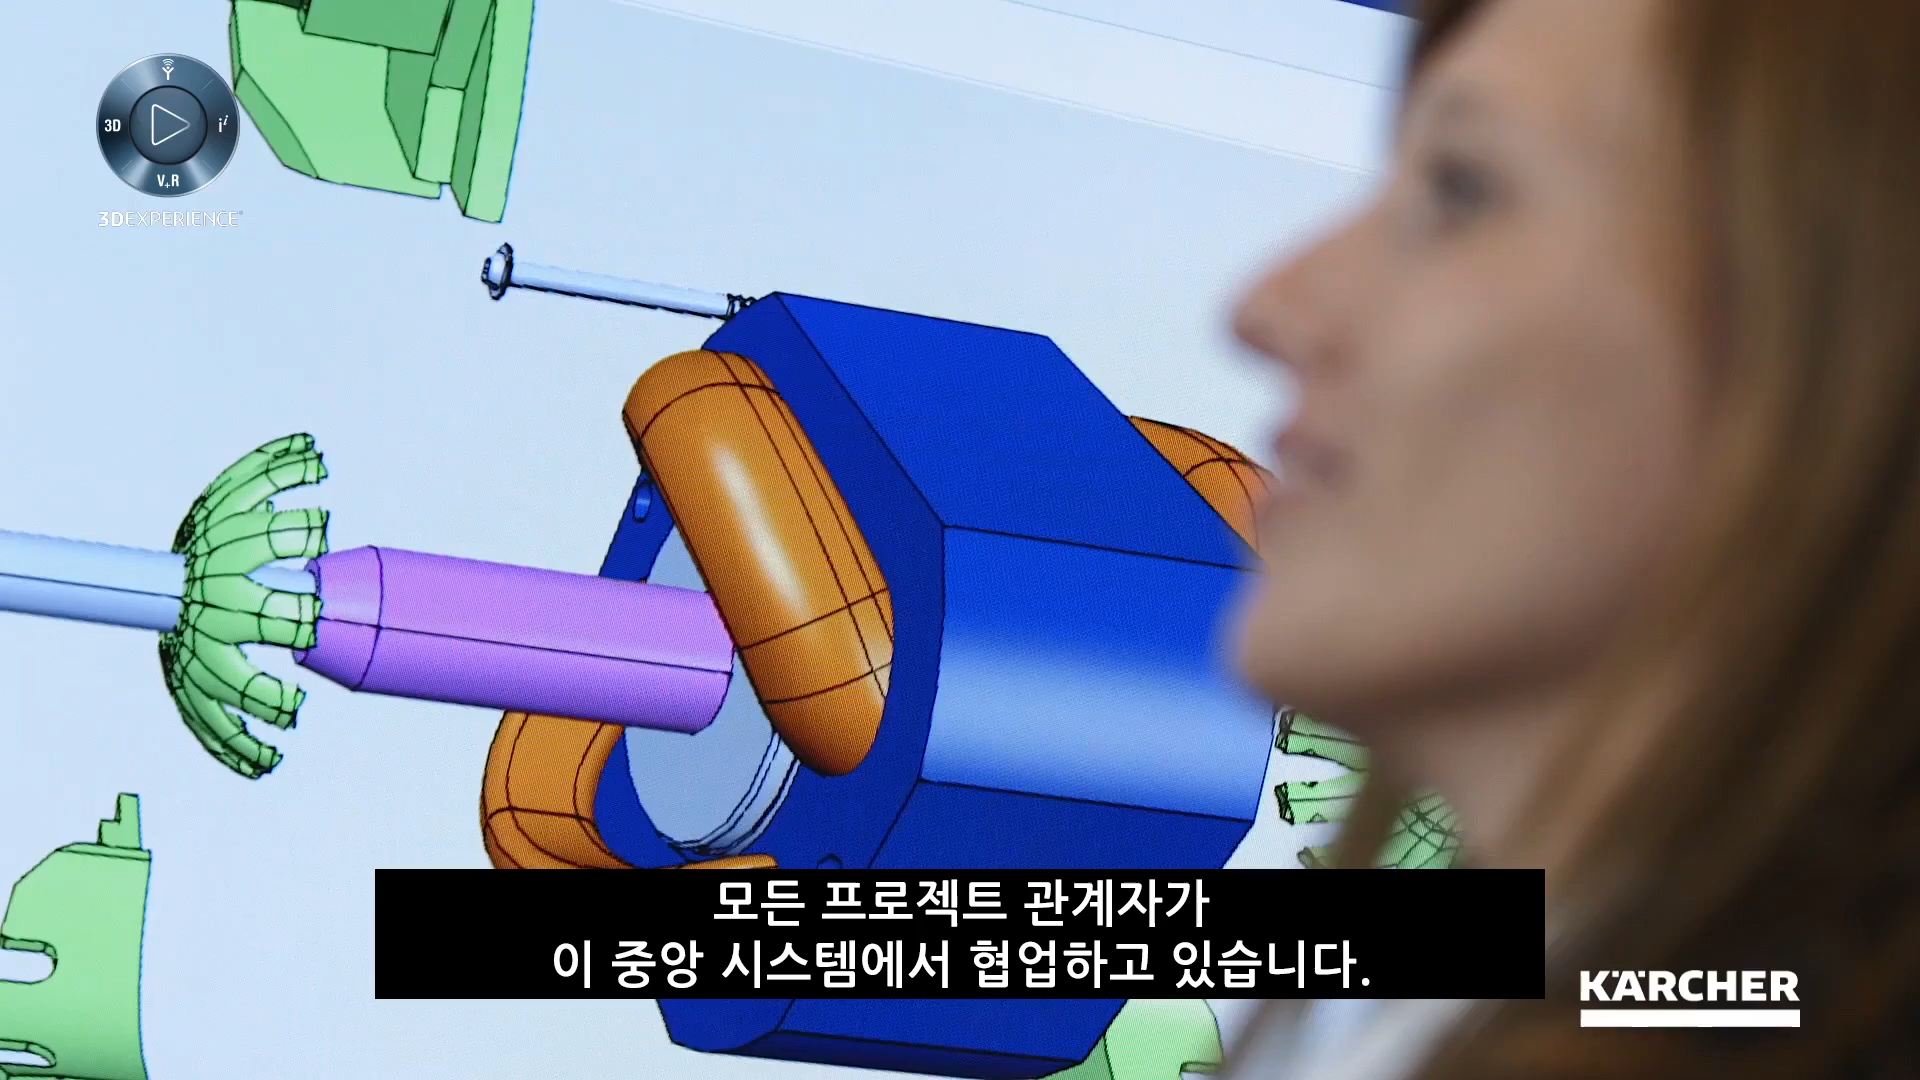 3D
i
V+R
3DEXPERIENCE
모든 프로젝트 관계자가
이 중앙 시스템에서 협업하고 있습니다.
KÄRCHER